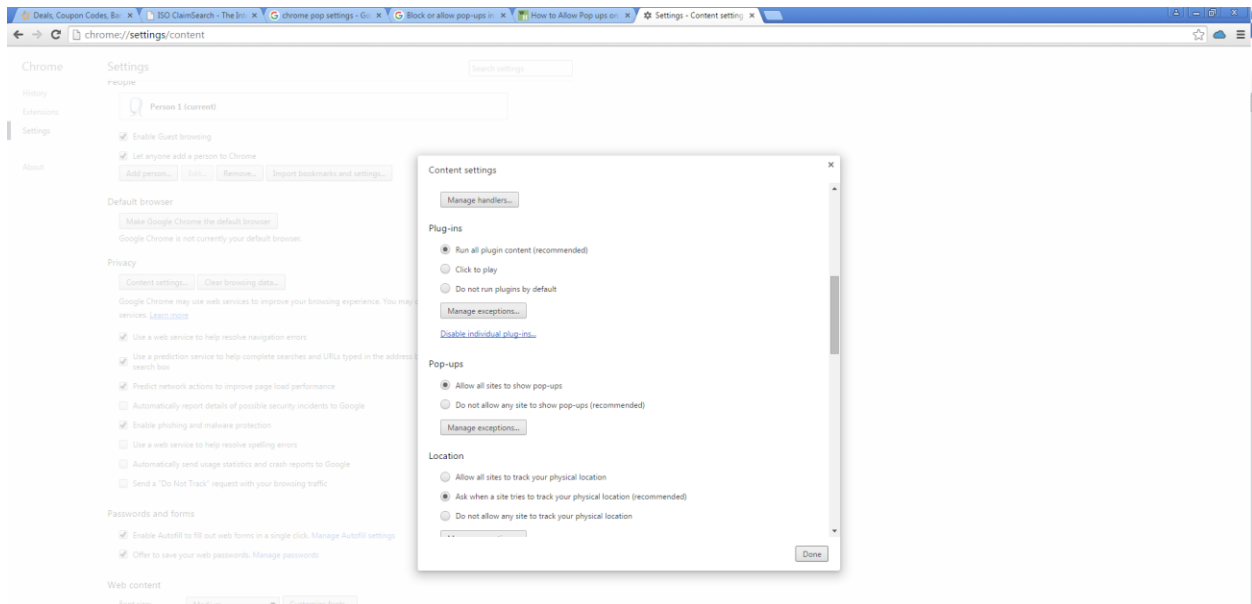 Deals, Coupon Codes, Ba
ISO ClaimSearch - The Int
chrome pop settings - Go
Block or allow pop-ups in
How to Allow Pop ups on
Settings - Content setting
chrome://settings/content
Chrome
Settings
Search settings
People
History
Extensions
Settings
About
Person 1 (current)
Enable Guest browsing
Let anyone add a person to Chrome
Add person... Edit... Remove... Import bookmarks and settings...
Default browser
Make Google Chrome the default browser
Google Chrome is not currently your default browser.
Privacy
Content settings... Clear browsing data...
Google Chrome may use web services to improve your browsing experience. You may
services. Learn more
Use a web service to help resolve navigation errors
Use a prediction service to help complete searches and URLs typed in the address
search box
Predict network actions to improve page load performance
Automatically report details of possible security incidents to Google
Enable phishing and malware protection
Use a web service to help resolve spelling errors
Automatically send usage statistics and crash reports to Google
Send a "Do Not Track" request with your browsing traffic
Passwords and forms
Enable Autofill to fill out web forms in a single click. Manage Autofill settings
Offer to save your web passwords. Manage passwords
Web content
Content settings
Manage handlers...
Plug-ins
Run all plugin content (recommended)
Click to play
Do not run plugins by default
Manage exceptions...
Disable individual plug-ins...
Pop-ups
Allow all sites to show pop-ups
Do not allow any site to show pop-ups (recommended)
Manage exceptions...
Location
Allow all sites to track your physical location
Ask when a site tries to track your physical location (recommended)
Do not allow any site to track your physical location
Done